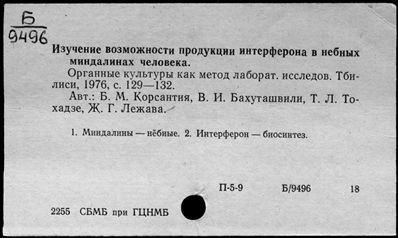 Б
9496
Изучение возможности продукции интерферона в небных
миндалинах человека.
Органные культуры как метод лаборат. исследов. Тби-
лиси, 1976, с. 129—132.
Авт.: Б. М. Корсантия, В. И. Бахуташвили, Т. Л. То-
хадзе, Ж. Г. Лежава.
1. Миндалины — нёбные. 2. Интерферон — биосинтез.
П-5-9 Б/9496 18
2255 СБМБ при ГЦНМБ